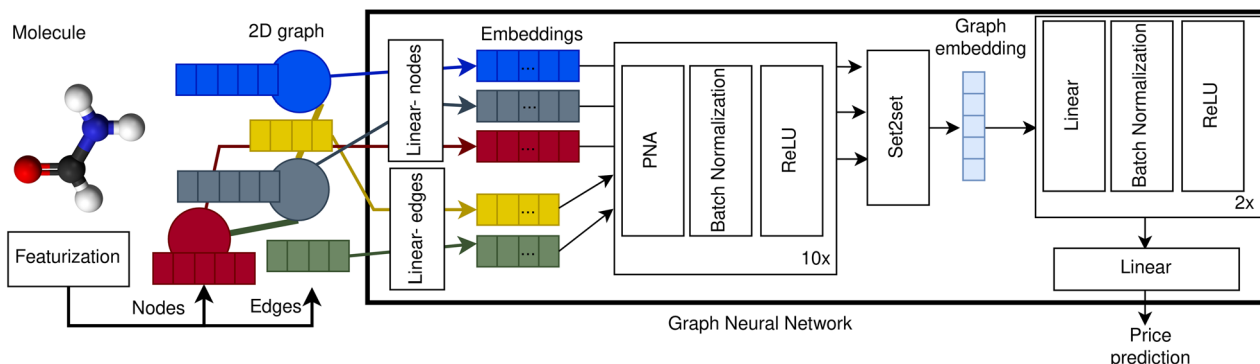 Molecule
2D graph
Featurization
Nodes
Edges
Linear- nodes
Linear- edges
Embeddings
...
...
...
...
...
PNA
Batch Normalization
ReLU
10x
Set2set
Graph
embedding
Linear
Batch Normalization
ReLU
2x
Linear
Graph Neural Network
Price
prediction